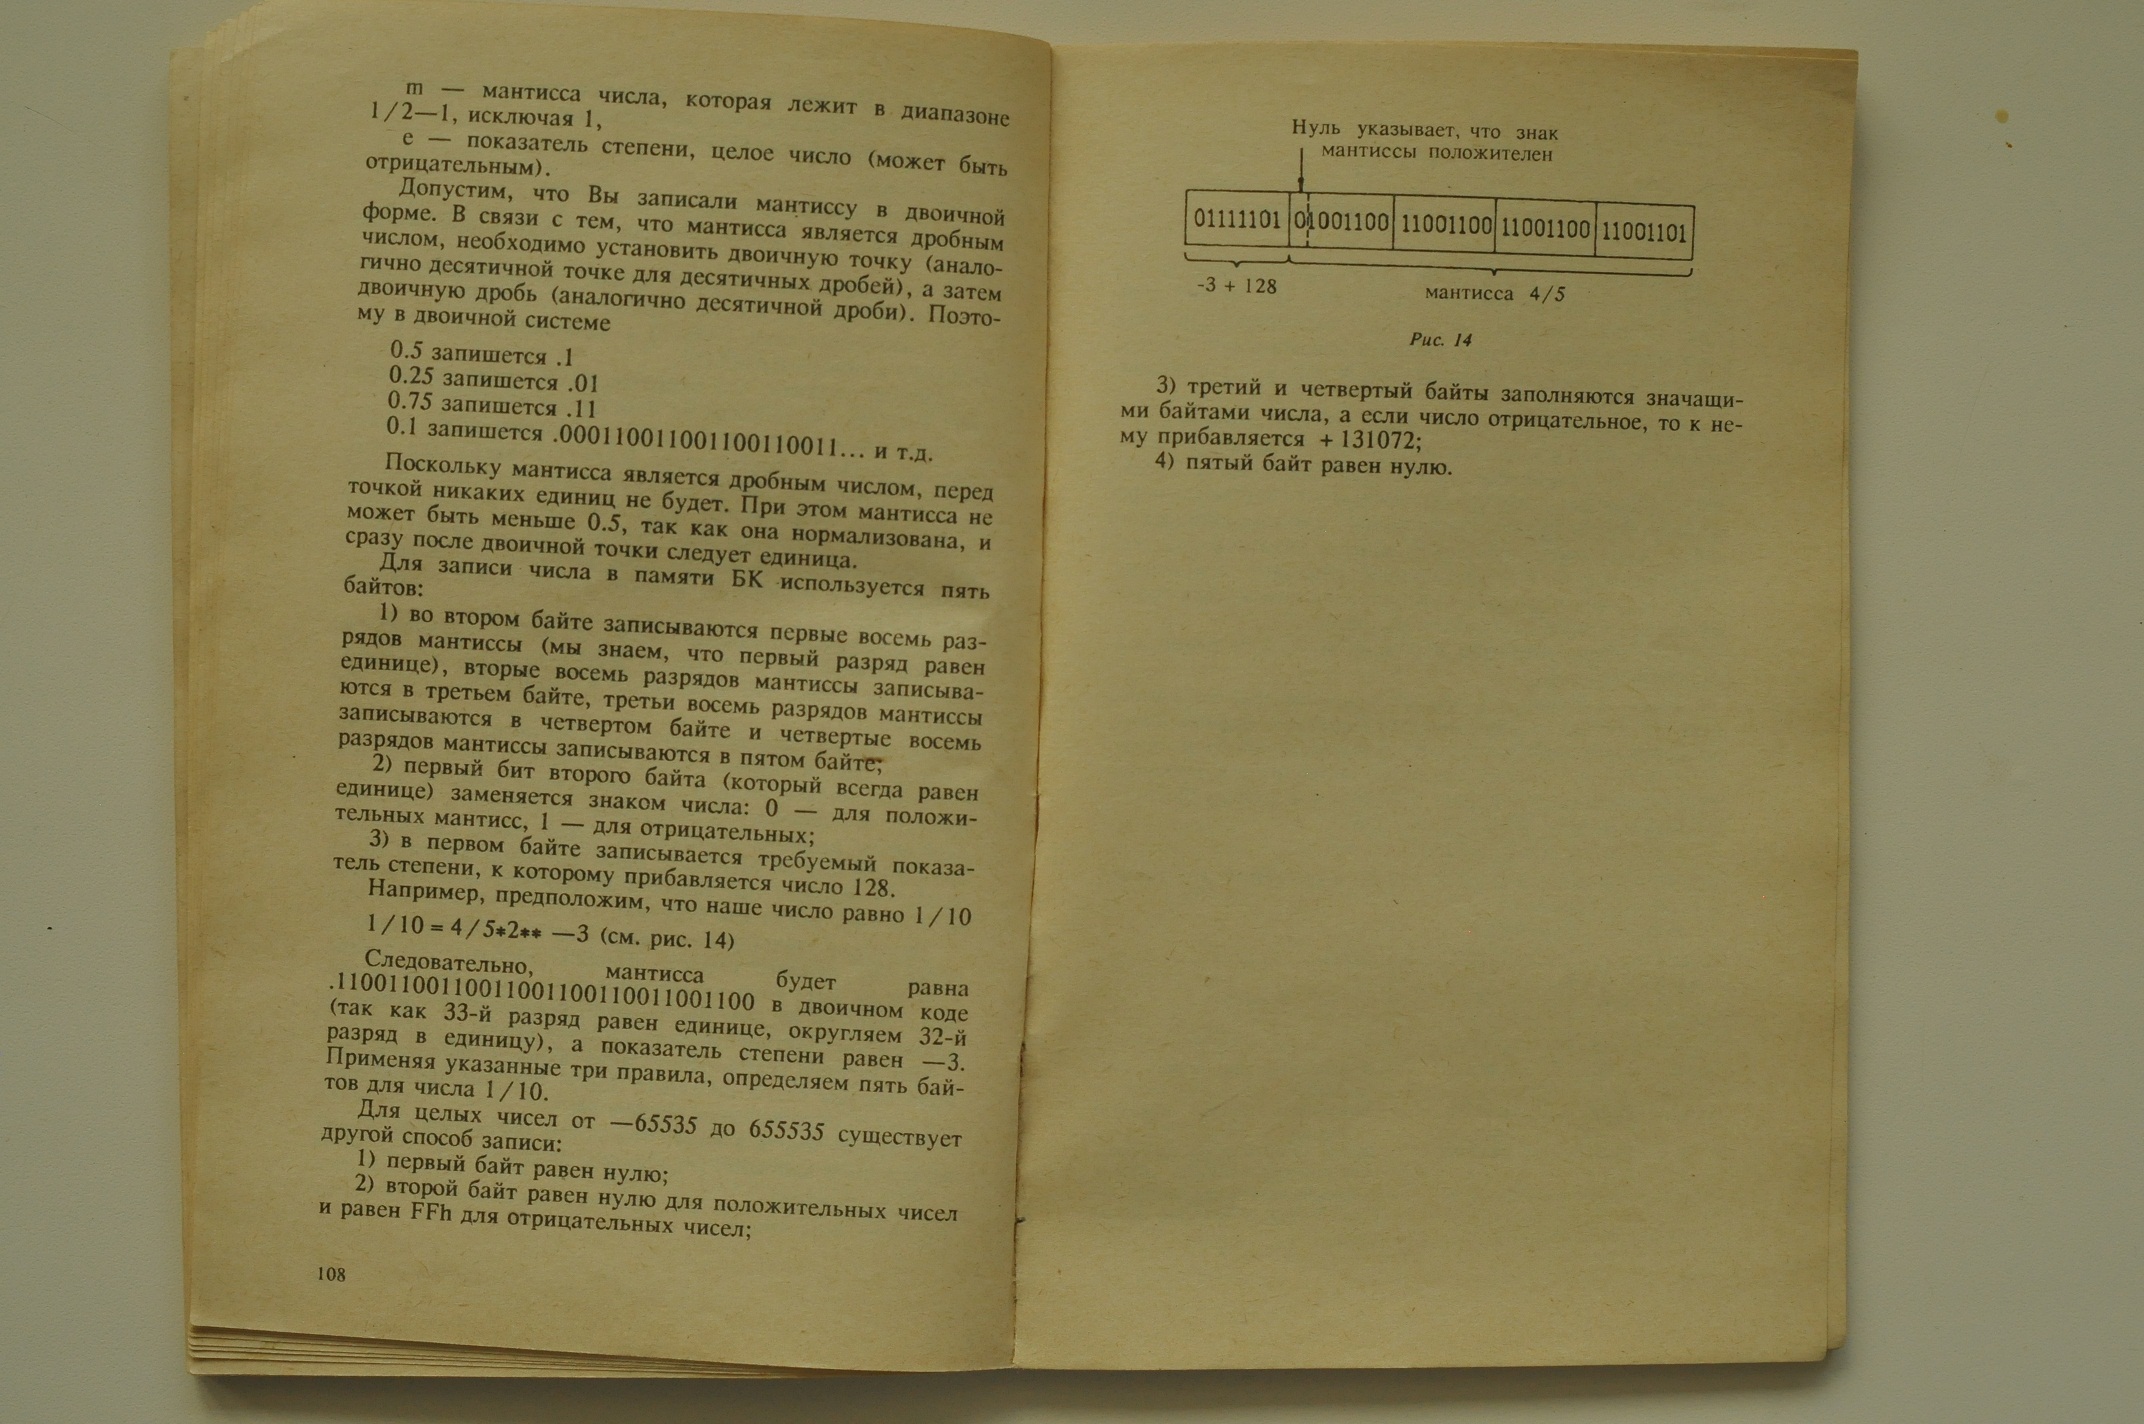 m — мантисса числа, которая лежит в диапазоне
1/2—1, исключая 1,
e — показатель степени, целое число (может быть
отрицательным).
Допустим, что Вы записали мантиссу в двоичной
форме. В связи с тем, что мантисса является дробным
числом, необходимо установить двоичную точку (анало-
гично десятичной точке для десятичных дробей), а затем
двоичную дробь (аналогично десятичной дроби). Поэто-
му в двоичной системе
0.5 запишется .1
0.25 запишется .01
0.75 запишется .11
0.1 запишется .000110011001100110011... и т.д.
Поскольку мантисса является дробным числом, перед
точкой никаких единиц не будет. При этом мантисса не
может быть меньше 0.5, так как она нормализована, и
сразу после двоичной точки следует единица.
Для записи числа в памяти БК используется пять
байтов:
1) во втором байте записываются первые восемь раз-
рядов мантиссы (мы знаем, что первый разряд равен
единице), вторые восемь разрядов мантиссы записыва-
ются в третьем байте, третьи восемь разрядов мантиссы
записываются в четвертом байте и четвертые восемь
разрядов мантиссы записываются в пятом байте;
2) первый бит второго байта (который всегда равен
единице) заменяется знаком числа: 0 — для положи-
тельных мантисс, 1 — для отрицательных;
3) в первом байте записывается требуемый показа-
тель степени, к которому прибавляется число 128.
Например, предположим, что наше число равно 1/10
1/10 = 4/5*2** —3 (см. рис. 14)
Следовательно, мантисса будет равна
.11001100110011001100110011001100 в двоичном коде
(так как 33-й разряд равен единице, округляем 32-й
разряд в единицу), а показатель степени равен —3.
Применяя указанные три правила, определяем пять бай-
тов для числа 1/10.
Для целых чисел от —65535 до 655535 существует
другой способ записи:
1) первый байт равен нулю;
2) второй байт равен нулю для положительных чисел
и равен FFh для отрицательных чисел;
108
Нуль указывает, что знак
мантиссы положителен
01111101 01001100 11001100 11001100 11001101
-3 + 128 мантисса 4/5
Рис. 14
3) третий и четвертый байты заполняются значащи-
ми байтами числа, а если число отрицательное, то к не-
му прибавляется +131072;
4) пятый байт равен нулю.